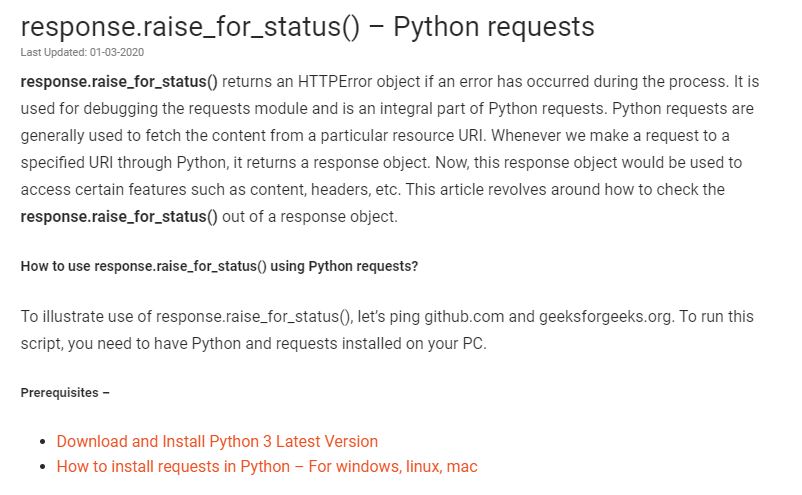 response.raise_for_status() – Python requests
Last Updated: 01-03-2020
response.raise_for_status() returns an HTTPError object if an error has occurred during the process. It is
used for debugging the requests module and is an integral part of Python requests. Python requests are
generally used to fetch the content from a particular resource URI. Whenever we make a request to a
specified URI through Python, it returns a response object. Now, this response object would be used to
access certain features such as content, headers, etc. This article revolves around how to check the
response.raise_for_status() out of a response object.
How to use response.raise_for_status() using Python requests?
To illustrate use of response.raise_for_status(), let’s ping github.com and geeksforgeeks.org. To run this
script, you need to have Python and requests installed on your PC.
Prerequisites –
• Download and Install Python 3 Latest Version
• How to install requests in Python – For windows, linux, mac